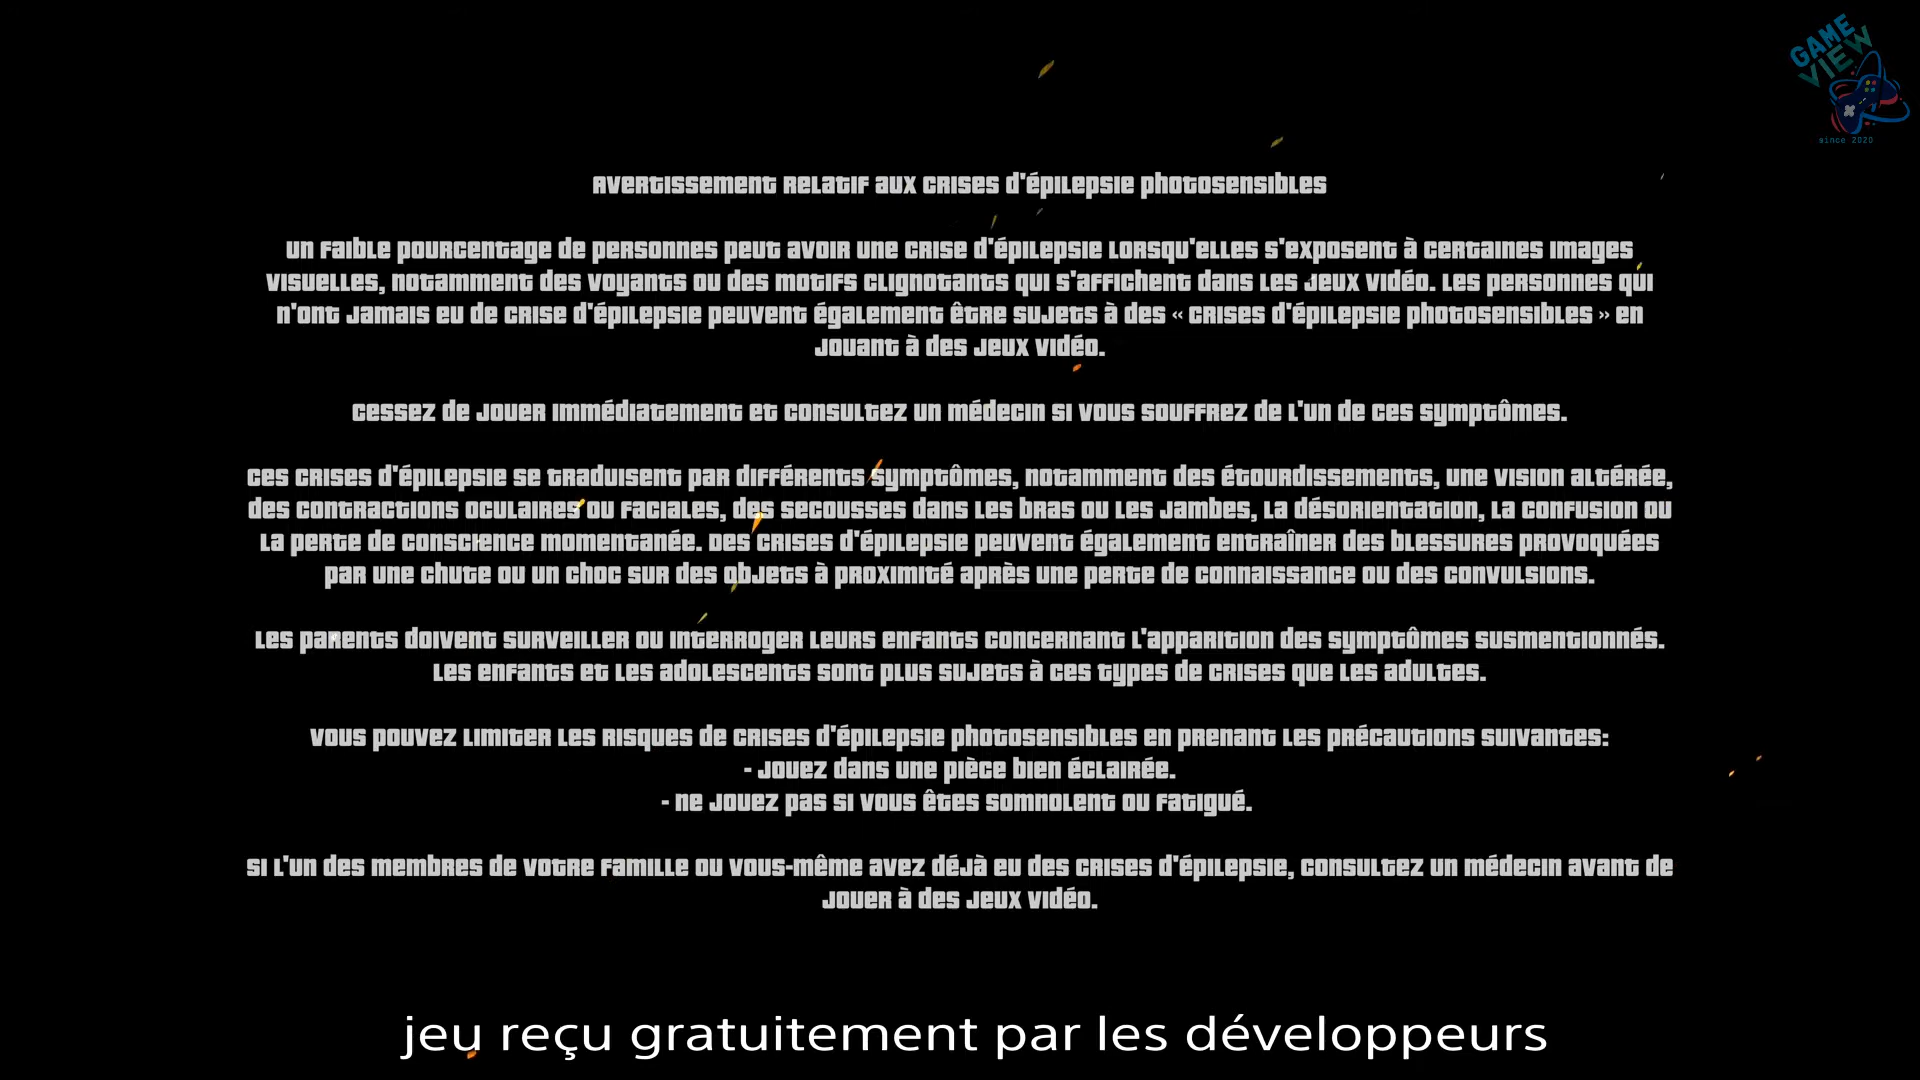 GAME
VIEW
since 2020
Avertissement relatif aux crises d'épilepsie photosensibles
Un faible pourcentage de personnes peut avoir une crise d'épilepsie lorsqu'elles s'exposent à certaines images
visuelles, notamment des voyants ou des motifs clignotants qui s'affichent dans les jeux vidéo. Les personnes qui
n'ont jamais eu de crise d'épilepsie peuvent également être sujets à des « crises d'épilepsie photosensibles » en
jouant à des jeux vidéo.
Cessez de jouer immédiatement et consultez un médecin si vous souffrez de l'un de ces symptômes.
Ces crises d'épilepsie se traduisent par différents symptômes, notamment des étourdissements, une vision altérée,
des contractions oculaires ou faciales, des secousses dans les bras ou les jambes, la désorientation, la confusion ou
la perte de conscience momentanée. Des crises d'épilepsie peuvent également entraîner des blessures provoquées
par une chute ou un choc sur des objets à proximité après une perte de connaissance ou des convulsions.
Les parents doivent surveiller ou interroger leurs enfants concernant l'apparition des symptômes susmentionnés.
Les enfants et les adolescents sont plus sujets à ces types de crises que les adultes.
Vous pouvez limiter les risques de crises d'épilepsie photosensibles en prenant les précautions suivantes:
- Jouez dans une pièce bien éclairée.
- Ne jouez pas si vous êtes somnolent ou fatigué.
Si l'un des membres de votre famille ou vous-même avez déjà eu des crises d'épilepsie, consultez un médecin avant de
jouer à des jeux vidéo.
jeu reçu gratuitement par les développeurs